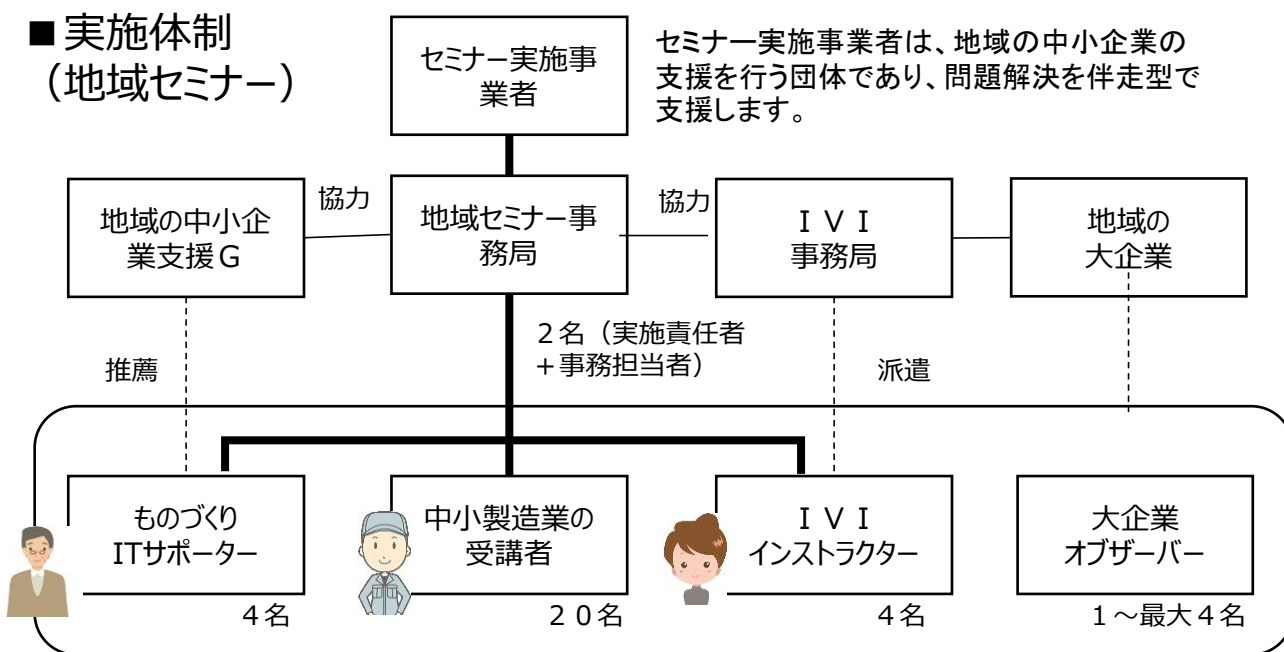 ■実施体制
（地域セミナー）
セミナー実施事
業者
セミナー実施事業者は、地域の中小企業の
支援を行う団体であり、問題解決を伴走型で
支援します。
地域の中小企
業支援Ｇ
協力
地域セミナー事
務局
協力
ＩＶＩ
事務局
地域の
大企業
推薦
２名（実施責任者
＋事務担当者）
派遣
ものづくり
ITサポーター
４名
中小製造業の
受講者
２０名
ＩＶＩ
インストラクター
４名
大企業
オブザーバー
１～最大４名